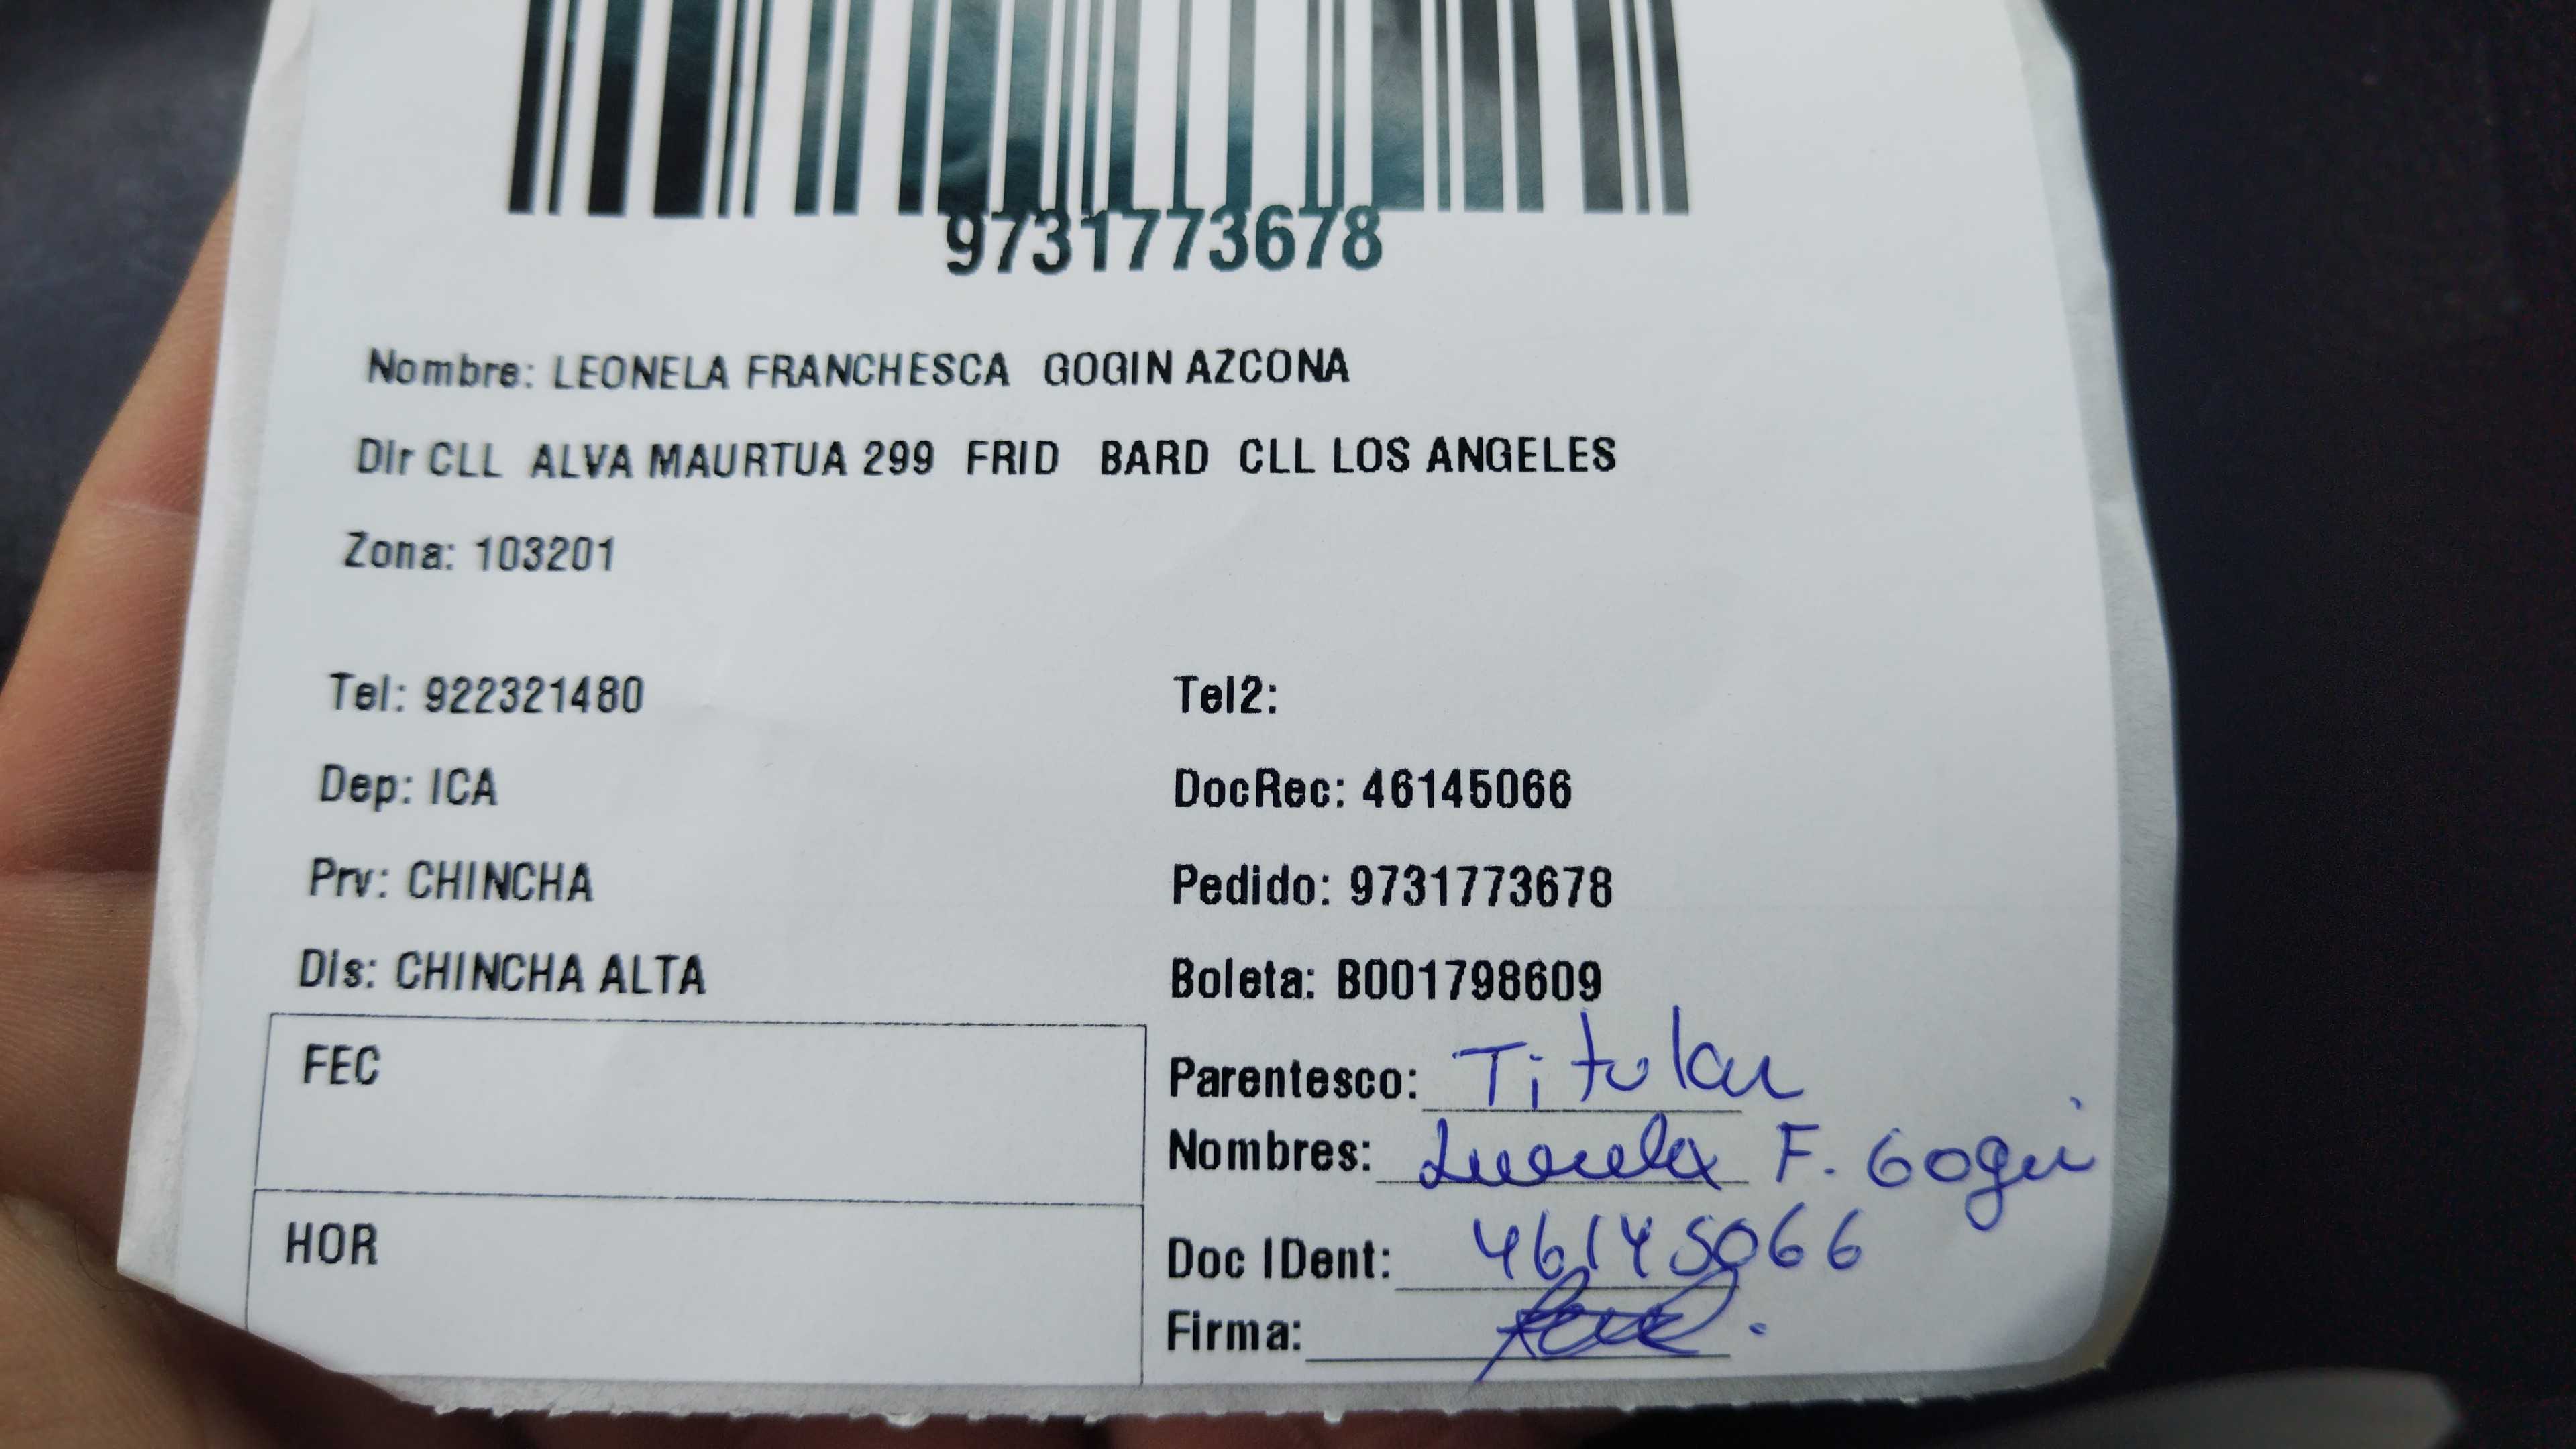 9731773678
Nombre: LEONELA FRANCHESCA GOGIN AZCONA
Dir CLL ALVA MAURTUA 299 FRID BARD CLL LOS ANGELES
Zona: 103201
Tel: 922321480 Tel2:
Dep: ICA DocRec: 46145066
Prv: CHINCHA Pedido: 9731773678
Dis: CHINCHA ALTA Boleta: B001798609
FEC Parentesco: Titular
Nombres: Leonela F. Gogin
HOR Doc IDent: 46145066
Firma: